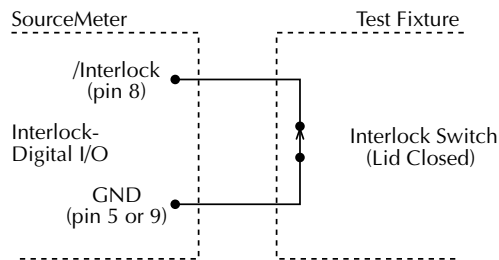 SourceMeter
Test Fixture
/Interlock
(pin 8)
Interlock-
Digital I/O
Interlock Switch
(Lid Closed)
GND
(pin 5 or 9)